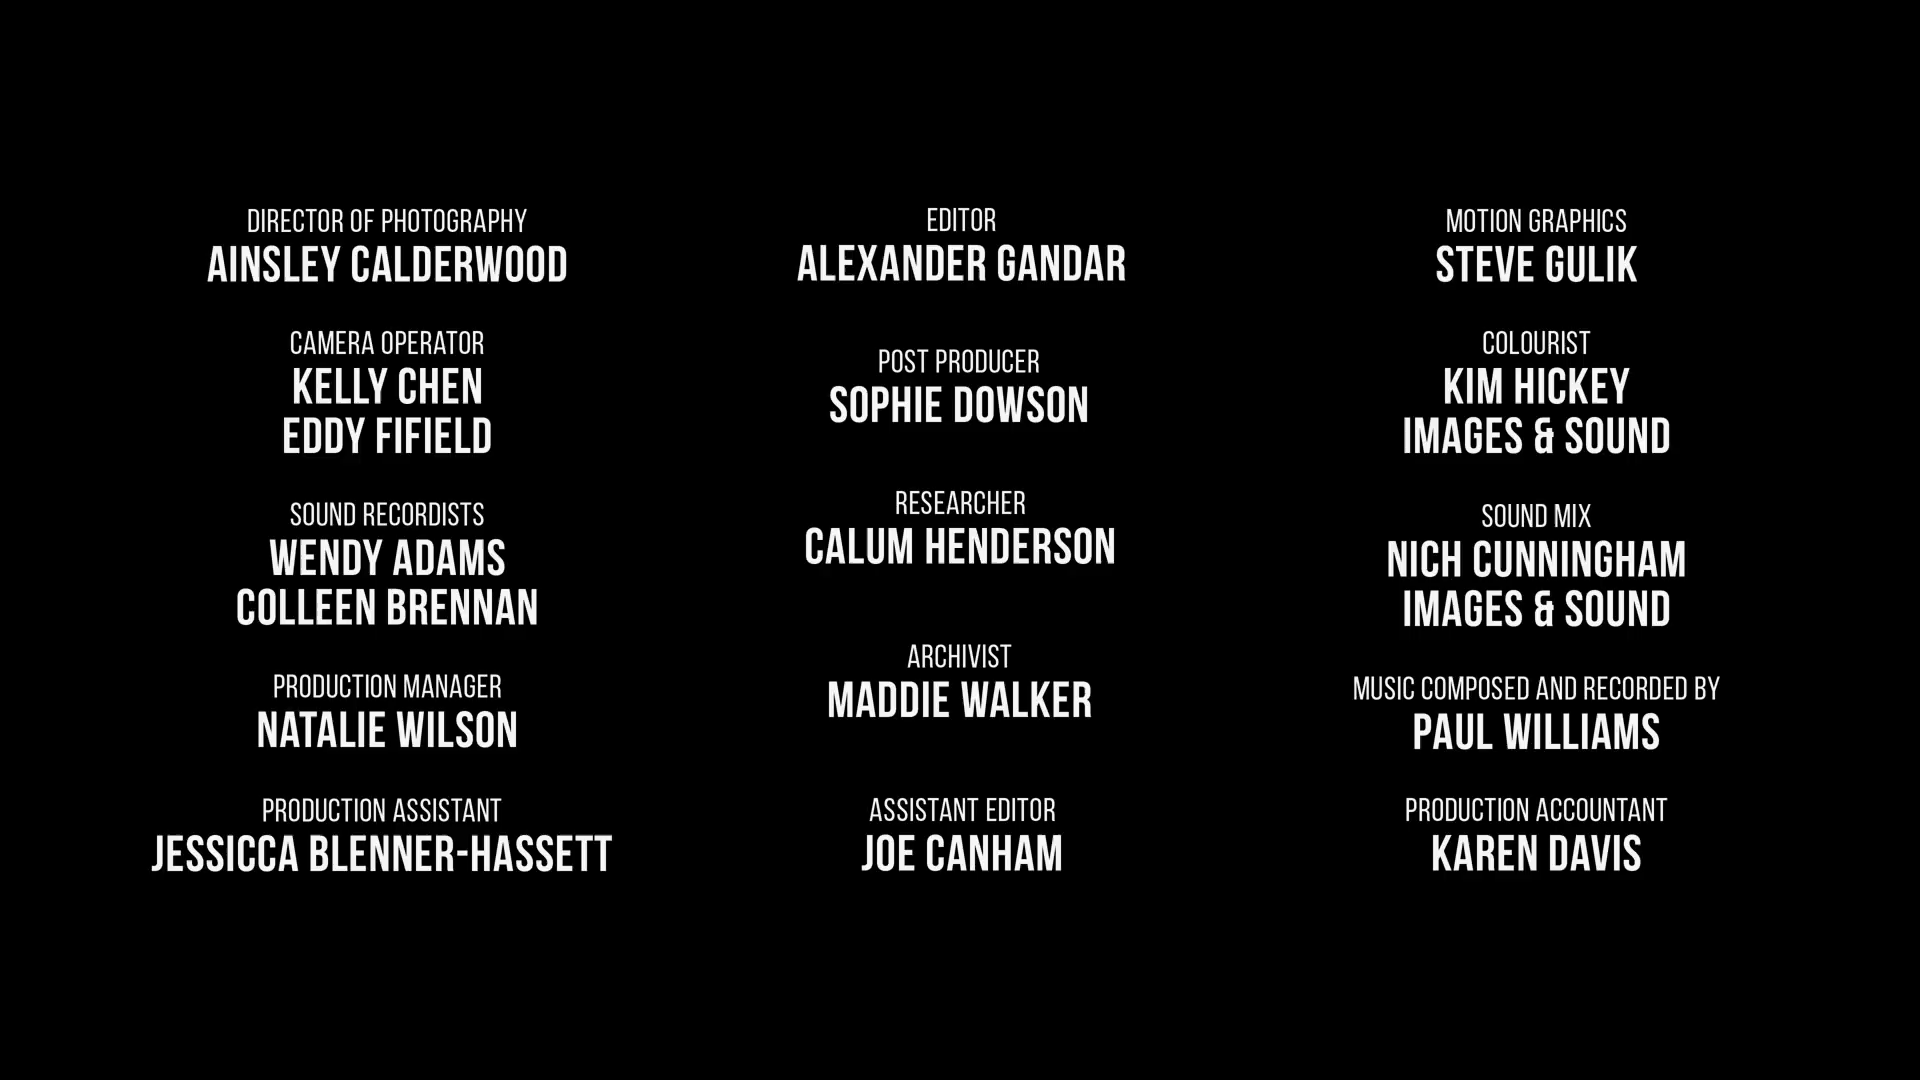 DIRECTOR OF PHOTOGRAPHY
AINSLEY CALDERWOOD
CAMERA OPERATOR
KELLY CHEN
EDDY FIFIELD
SOUND RECORDISTS
WENDY ADAMS
COLLEEN BRENNAN
PRODUCTION MANAGER
NATALIE WILSON
PRODUCTION ASSISTANT
JESSICCA BLENNER-HASSETT
EDITOR
ALEXANDER GANDAR
POST PRODUCER
SOPHIE DOWSON
RESEARCHER
CALUM HENDERSON
ARCHIVIST
MADDIE WALKER
ASSISTANT EDITOR
JOE CANHAM
MOTION GRAPHICS
STEVE GULIK
COLOURIST
KIM HICKEY
IMAGES & SOUND
SOUND MIX
NICH CUNNINGHAM
IMAGES & SOUND
MUSIC COMPOSED AND RECORDED BY
PAUL WILLIAMS
PRODUCTION ACCOUNTANT
KAREN DAVIS